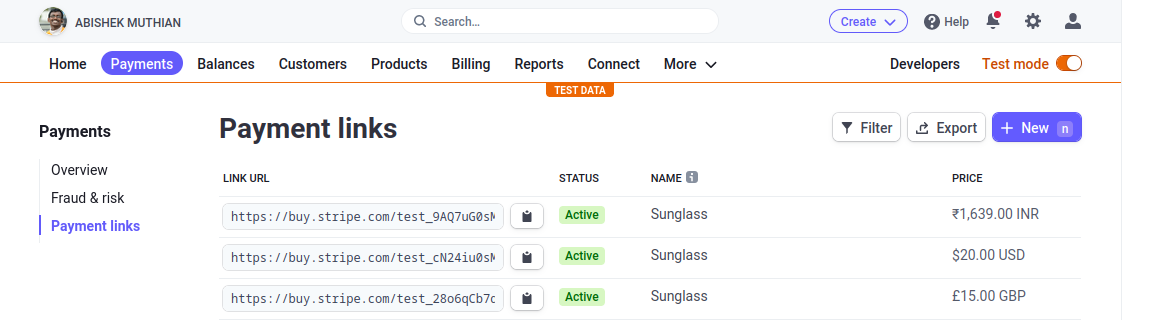 ABISHEK MUTHIAN Search... Create Help
Home Payments Balances Customers Products Billing Reports Connect More Developers Test mode
TEST DATA
Payments
Overview
Fraud & risk
Payment links
Payment links
Filter Export + New n
LINK URL STATUS NAME i PRICE
https://buy.stripe.com/test_9AQ7uG0sM Active Sunglass ₹1,639.00 INR
https://buy.stripe.com/test_cN24iu0sM Active Sunglass $20.00 USD
https://buy.stripe.com/test_28o6qCb7c Active Sunglass £15.00 GBP